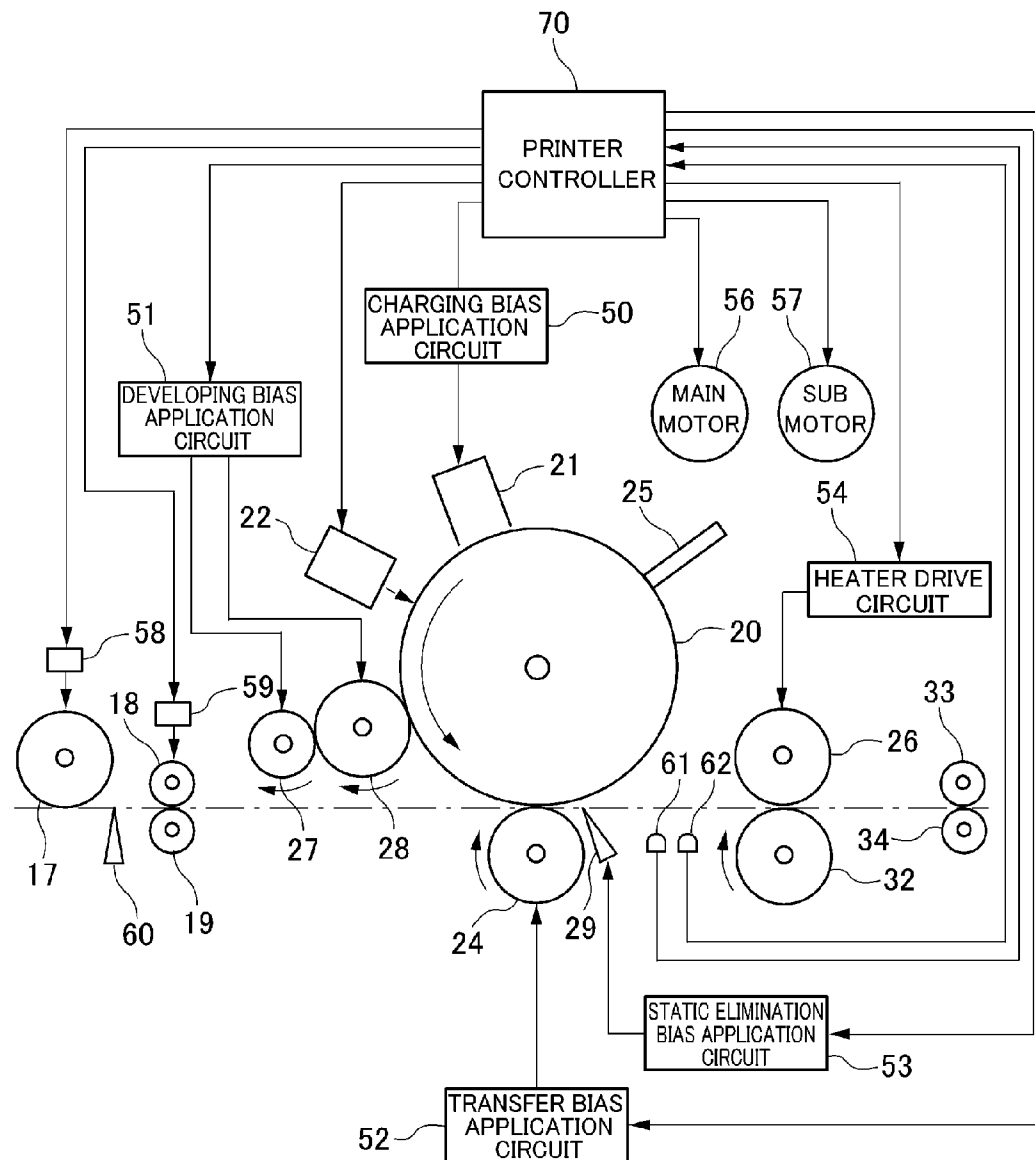 70
PRINTER
CONTROLLER
51
CHARGING BIAS
APPLICATION
CIRCUIT
50
56
57
DEVELOPING BIAS
APPLICATION
CIRCUIT
MAIN
MOTOR
SUB
MOTOR
21
25
54
22
HEATER DRIVE
CIRCUIT
20
58
59
18
33
26
61
62
17
27
28
34
60
19
24
29
32
STATIC ELIMINATION
BIAS APPLICATION
CIRCUIT
53
52
TRANSFER BIAS
APPLICATION
CIRCUIT